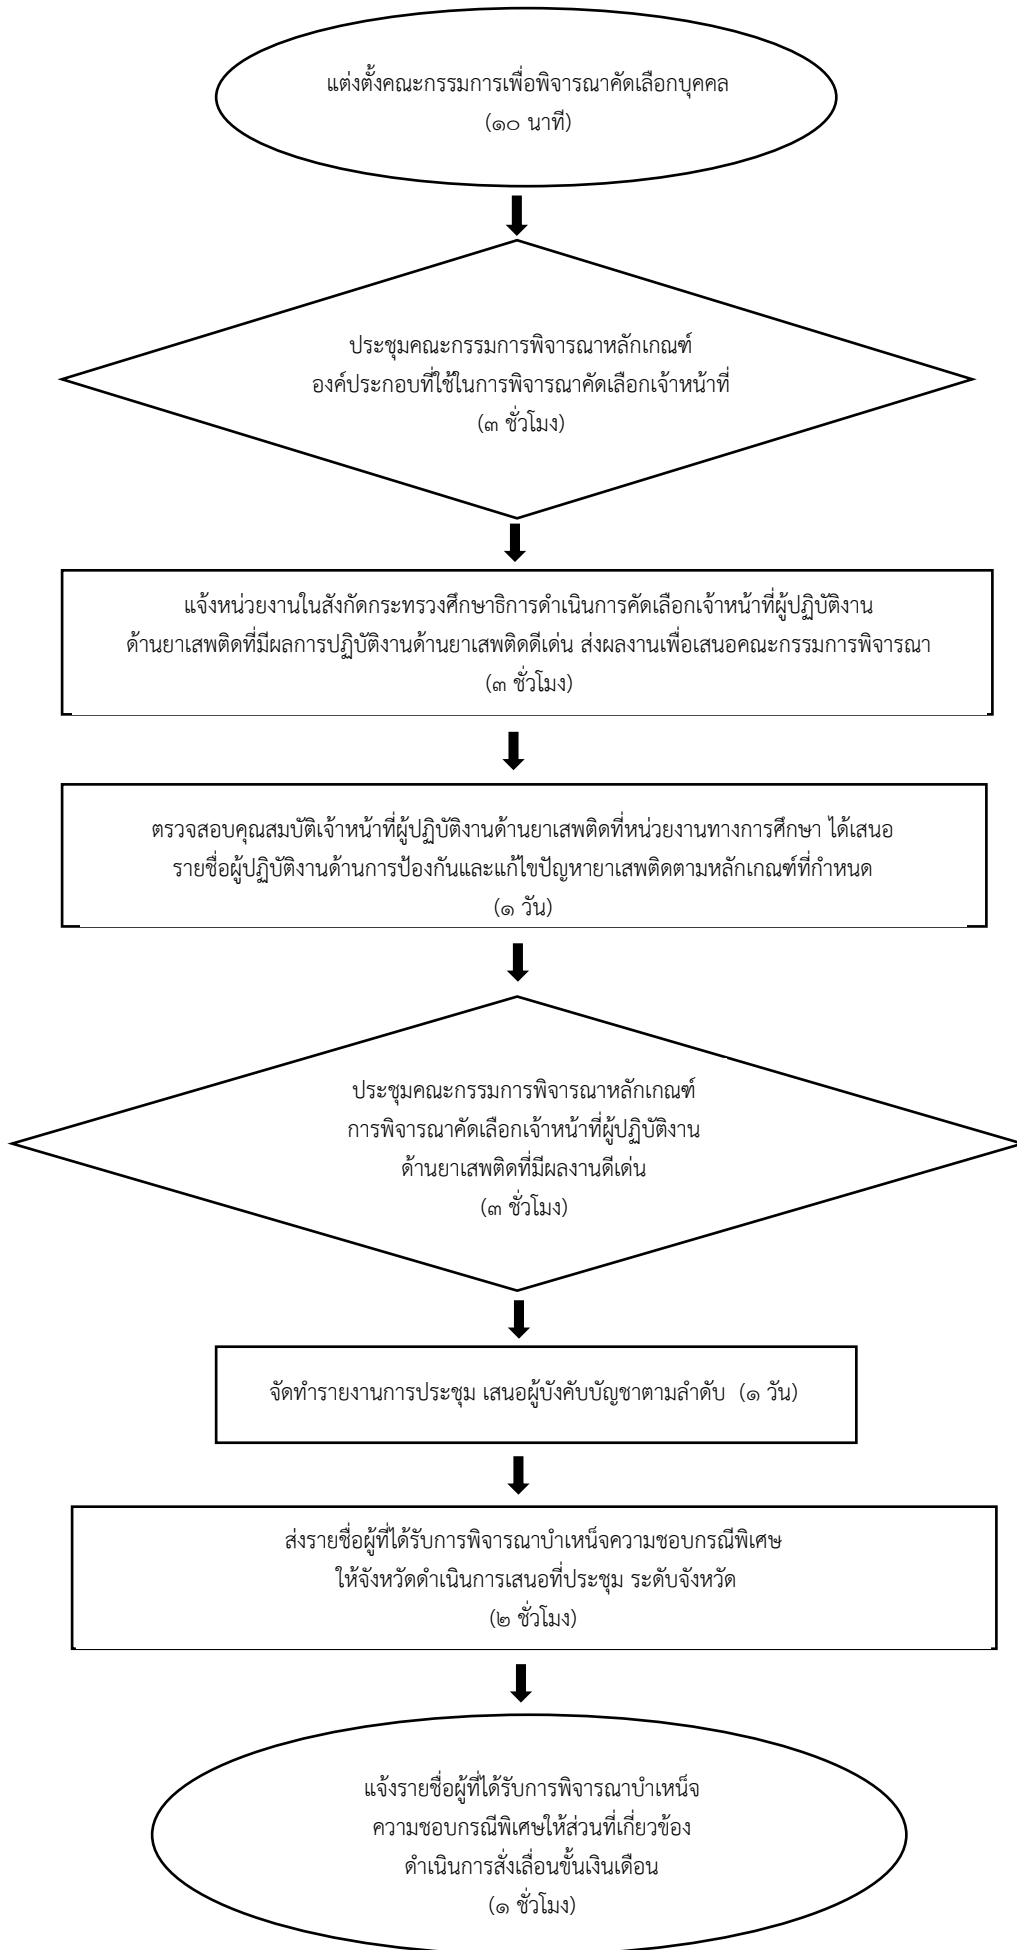 แต่งตั้งคณะกรรมการเพื่อพิจารณาคัดเลือกบุคคล
(๑๐ นาที)
ประชุมคณะกรรมการพิจารณาหลักเกณฑ์
องค์ประกอบที่ใช้ในการพิจารณาคัดเลือกเจ้าหน้าที่
(๓ ชั่วโมง)
แจ้งหน่วยงานในสังกัดกระทรวงศึกษาธิการดำเนินการคัดเลือกเจ้าหน้าที่ผู้ปฏิบัติงาน
ด้านยาเสพติดที่มีผลการปฏิบัติงานด้านยาเสพติดดีเด่น ส่งผลงานเพื่อเสนอคณะกรรมการพิจารณา
(๓ ชั่วโมง)
ตรวจสอบคุณสมบัติเจ้าหน้าที่ผู้ปฏิบัติงานด้านยาเสพติดที่หน่วยงานทางการศึกษา ได้เสนอ
รายชื่อผู้ปฏิบัติงานด้านการป้องกันและแก้ไขปัญหายาเสพติดตามหลักเกณฑ์ที่กำหนด
(๑ วัน)
ประชุมคณะกรรมการพิจารณาหลักเกณฑ์
การพิจารณาคัดเลือกเจ้าหน้าที่ผู้ปฏิบัติงาน
ด้านยาเสพติดที่มีผลงานดีเด่น
(๓ ชั่วโมง)
จัดทำรายงานการประชุม เสนอผู้บังคับบัญชาตามลำดับ (๑ วัน)
ส่งรายชื่อผู้ที่ได้รับการพิจารณาบำเหน็จความชอบกรณีพิเศษ
ให้จังหวัดดำเนินการเสนอที่ประชุม ระดับจังหวัด
(๒ ชั่วโมง)
แจ้งรายชื่อผู้ที่ได้รับการพิจารณาบำเหน็จ
ความชอบกรณีพิเศษให้ส่วนที่เกี่ยวข้อง
ดำเนินการสั่งเลื่อนขั้นเงินเดือน
(๑ ชั่วโมง)